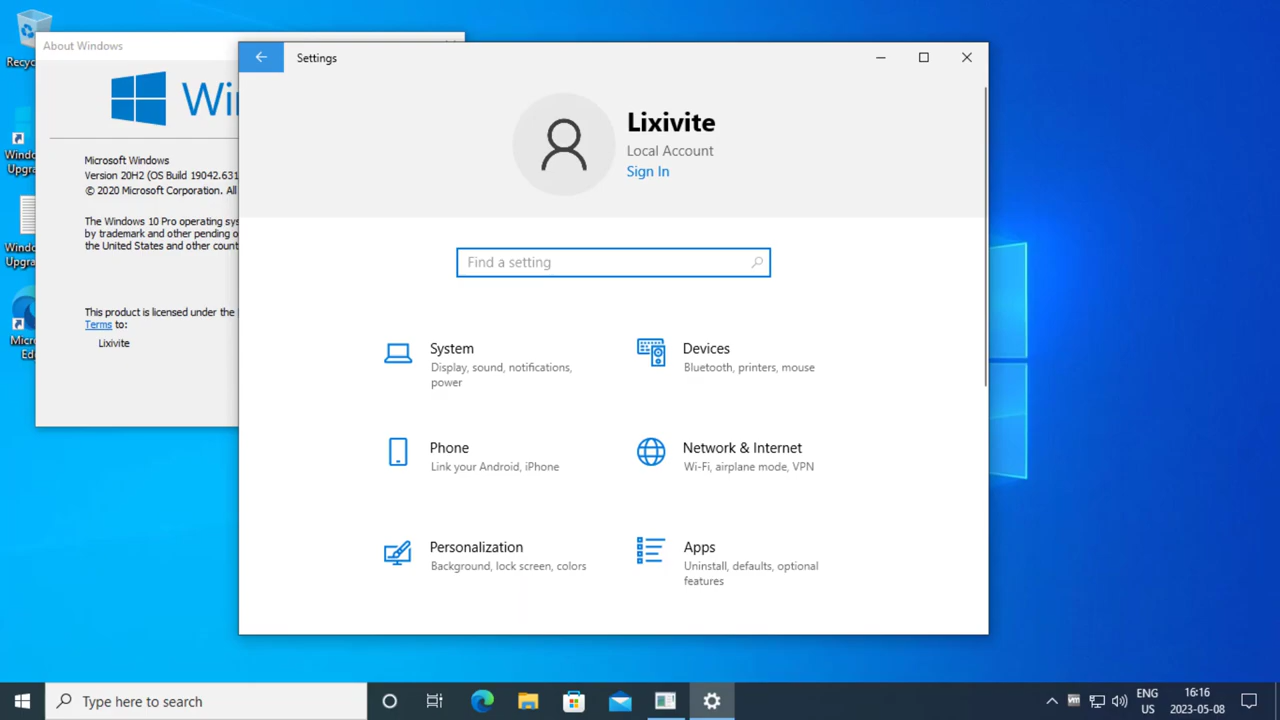 Recyc
Windo
Upgra
Windo
Upgra
Micro
Ed
About Windows
Wi
Microsoft Windows
Version 20H2 (OS Build 19042.631
© 2020 Microsoft Corporation. All
The Windows 10 Pro operating sys
by trademark and other pending o
the United States and other count
This product is licensed under the
Terms to:
Lixivite
Settings
Lixivite
Local Account
Sign In
Find a setting
System
Display, sound, notifications,
power
Devices
Bluetooth, printers, mouse
Phone
Link your Android, iPhone
Network & Internet
Wi-Fi, airplane mode, VPN
Personalization
Background, lock screen, colors
Apps
Uninstall, defaults, optional
features
Type here to search
ENG
US
16:16
2023-05-08